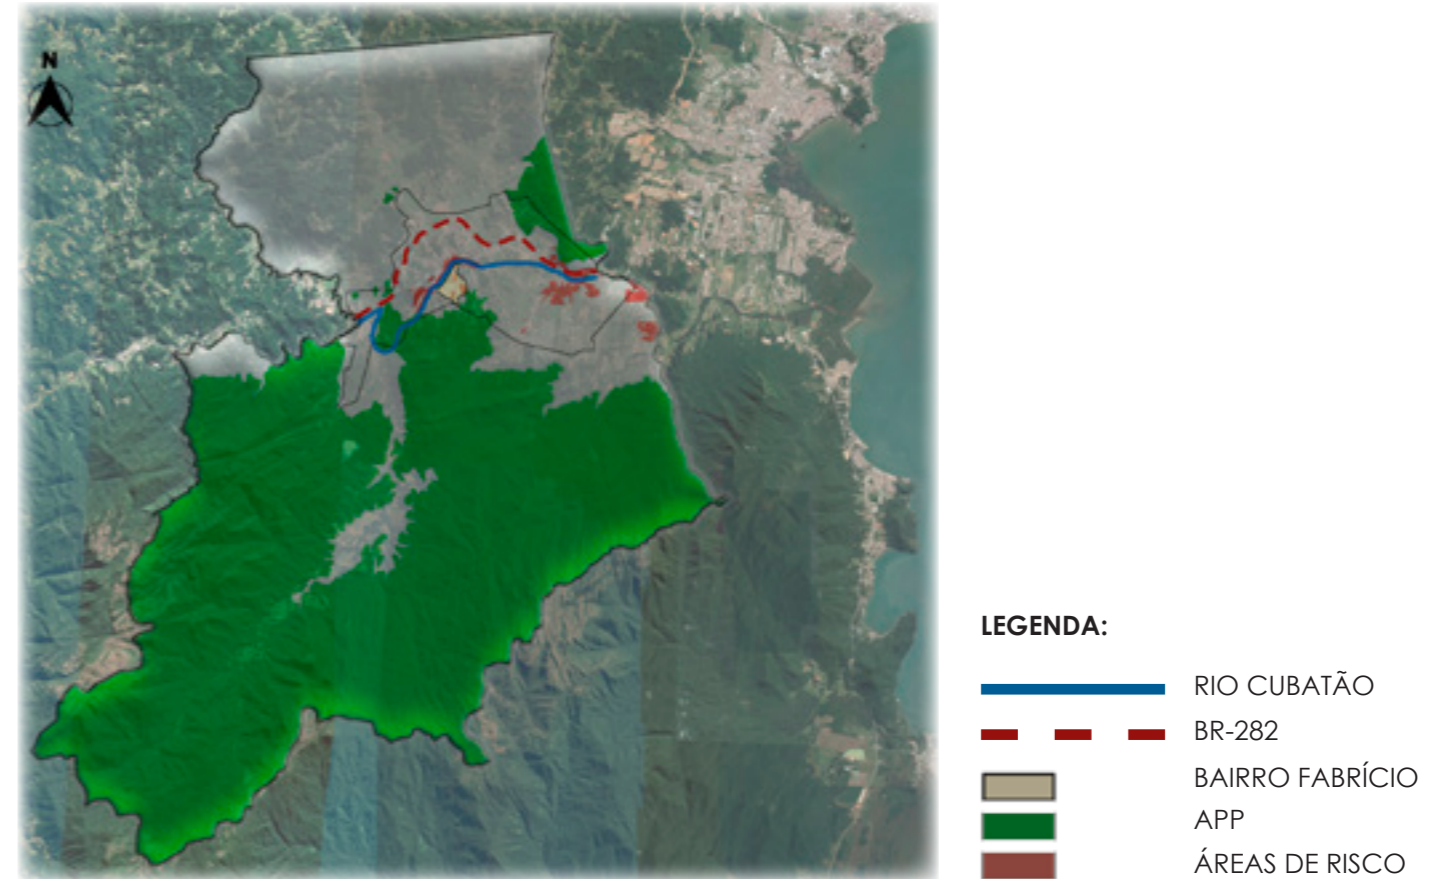 N
LEGENDA:
RIO CUBATÃO
BR-282
BAIRRO FABRÍCIO
APP
ÁREAS DE RISCO